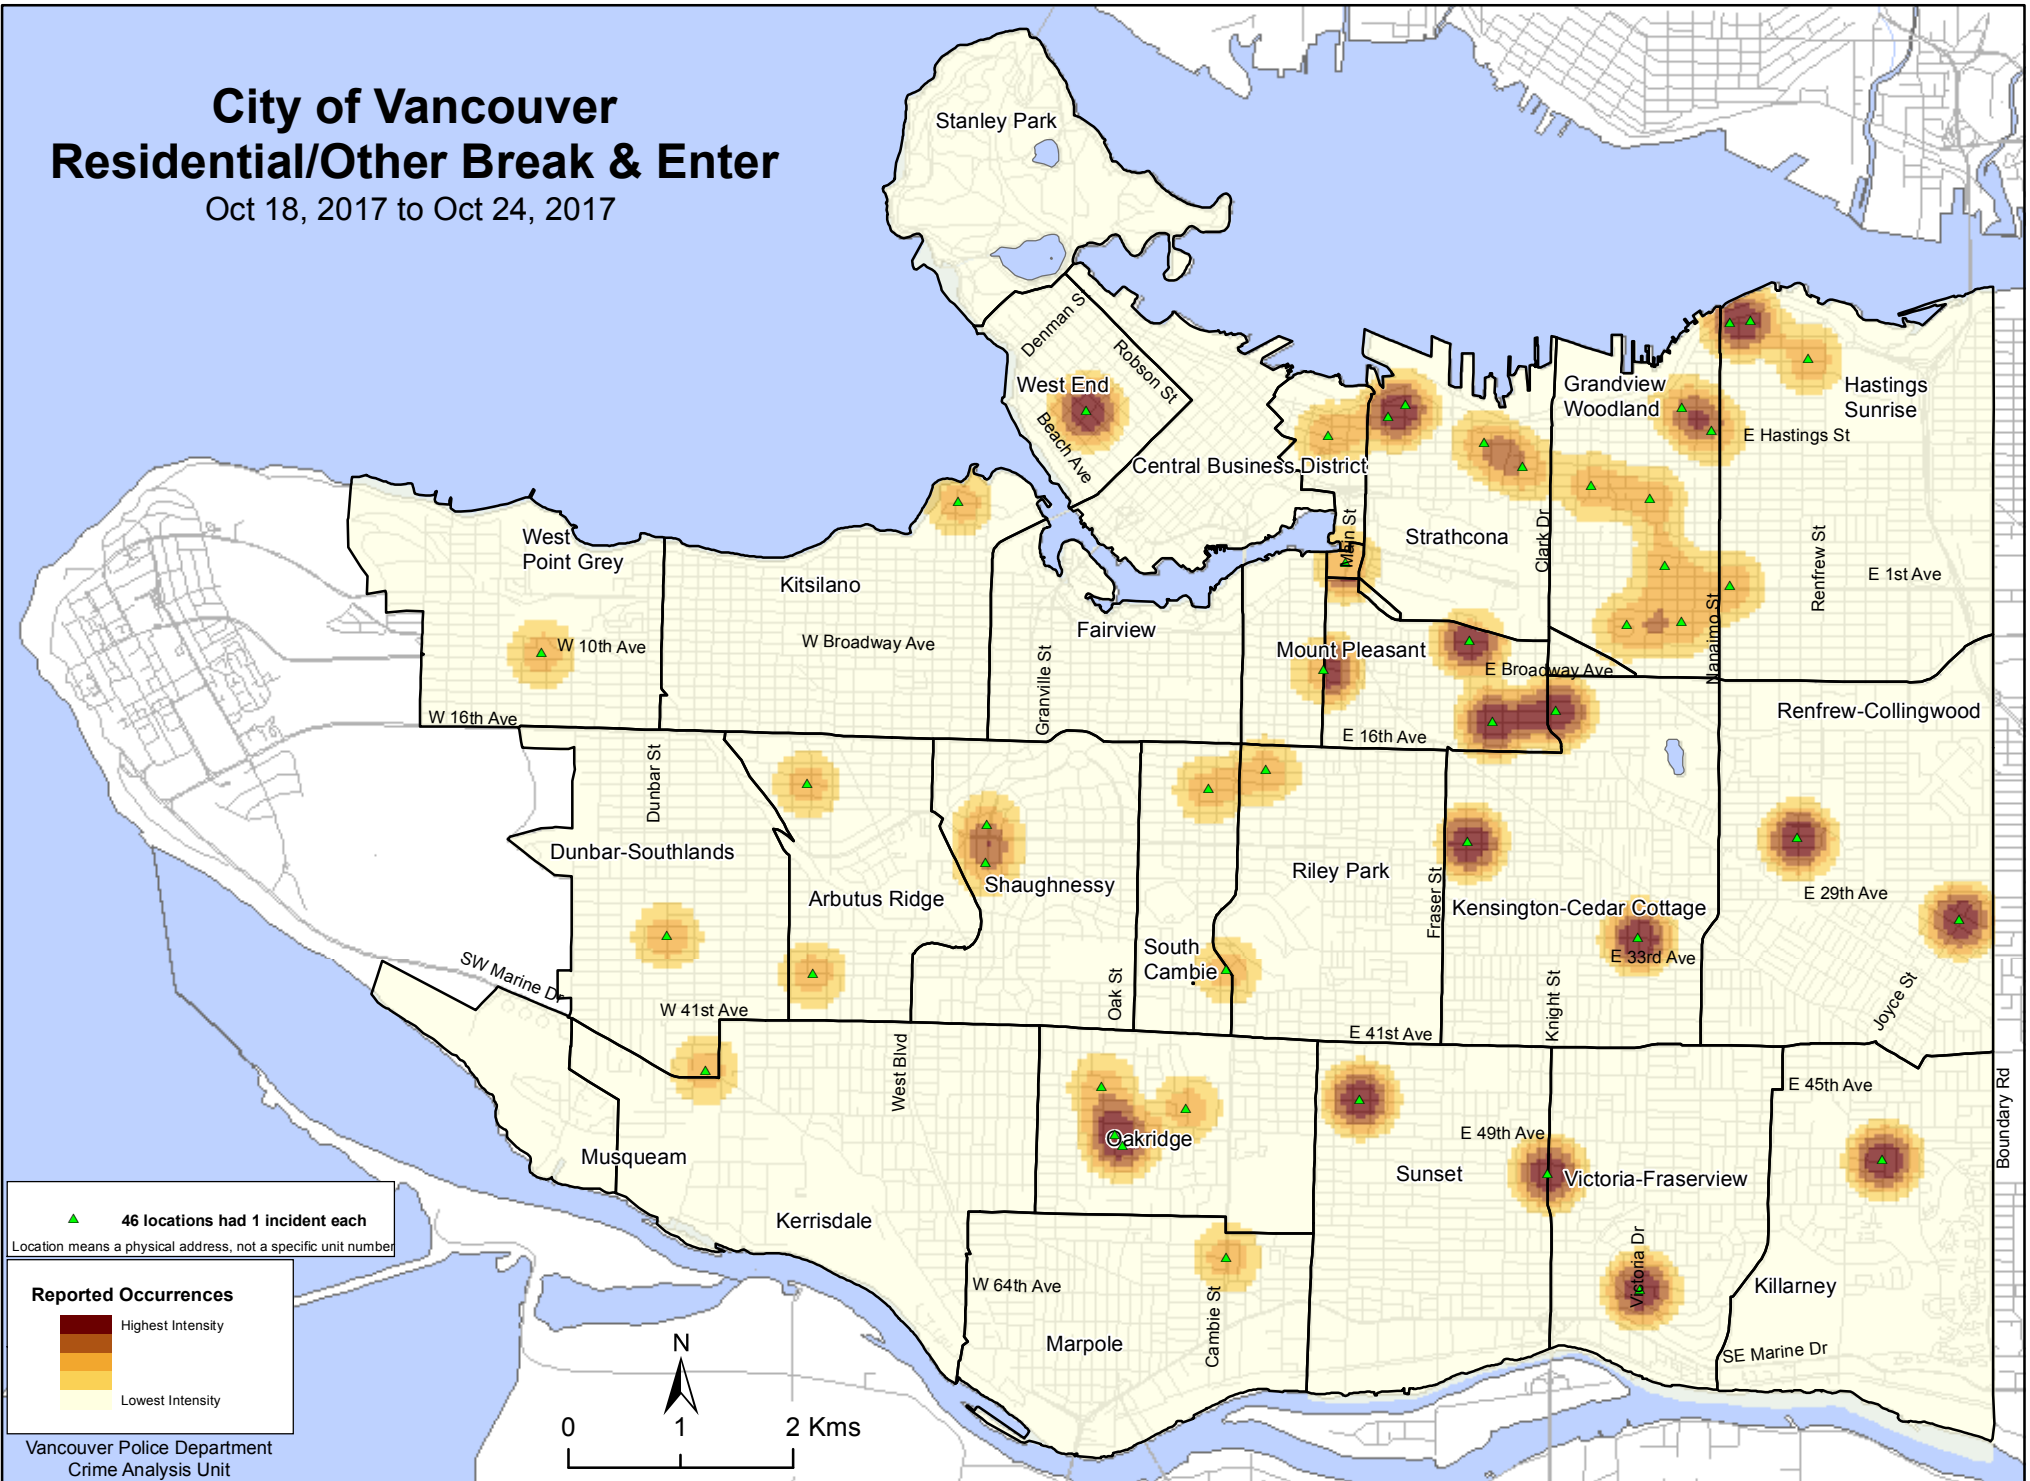 City of Vancouver
Residential/Other Break & Enter
Oct 18, 2017 to Oct 24, 2017
Stanley Park
Denman St
Robson St
West End
Beach Ave
Central Business District
Grandview
Woodland
Hastings
Sunrise
E Hastings St
West
Point Grey
Kitsilano
Main St
Strathcona
Clark Dr
Renfrew St
E 1st Ave
W 10th Ave
W Broadway Ave
Fairview
Mount Pleasant
E Broadway Ave
Nanaimo St
W 16th Ave
Granville St
E 16th Ave
Renfrew-Collingwood
Dunbar St
Dunbar-Southlands
Arbutus Ridge
Shaughnessy
Riley Park
Fraser St
Kensington-Cedar Cottage
E 29th Ave
South
Cambie
E 33rd Ave
SW Marine Dr
W 41st Ave
Oak St
E 41st Ave
Knight St
Joyce St
West Blvd
E 45th Ave
Boundary Rd
Oakridge
E 49th Ave
Musqueam
Sunset
Victoria-Fraserview
Kerrisdale
Victoria Dr
W 64th Ave
Cambie St
Killarney
Marpole
SE Marine Dr
46 locations had 1 incident each
Location means a physical address, not a specific unit number
Reported Occurrences
Highest Intensity
Lowest Intensity
N
0 1 2 Kms
Vancouver Police Department
Crime Analysis Unit